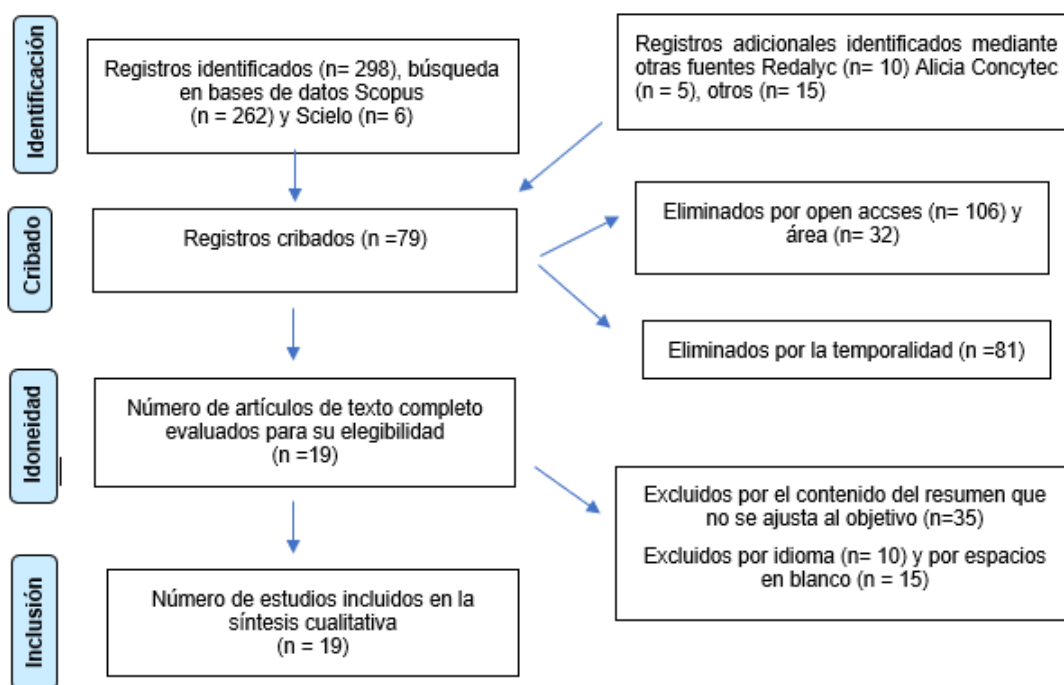 Identificación
Registros identificados (n= 298), búsqueda
en bases de datos Scopus
(n = 262) y Scielo (n= 6)
Registros adicionales identificados mediante
otras fuentes Redalyc (n= 10) Alicia Concytec
(n = 5), otros (n= 15)
Cribado
Registros cribados (n =79)
Eliminados por open accses (n= 106) y
área (n= 32)
Eliminados por la temporalidad (n =81)
Idoneidad
Número de artículos de texto completo
evaluados para su elegibilidad
(n =19)
Excluidos por el contenido del resumen que
no se ajusta al objetivo (n=35)
Excluidos por idioma (n= 10) y por espacios
en blanco (n = 15)
Inclusión
Número de estudios incluidos en la
síntesis cualitativa
(n = 19)